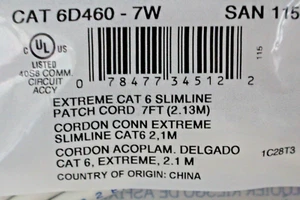 CAT 6D460 - 7W SAN 115
c UL US
LISTED
40S8 COMM.
CIRCUIT
ACCY
115
0 78477 34512 2
EXTREME CAT 6 SLIMLINE
PATCH CORD 7FT (2.13M)
CORDON CONN EXTREME
SLIMLINE CAT6 2,1M
CORDON ACOPLAM. DELGADO
CAT 6, EXTREME, 2.1 M
1C28T3
COUNTRY OF ORIGIN: CHINA